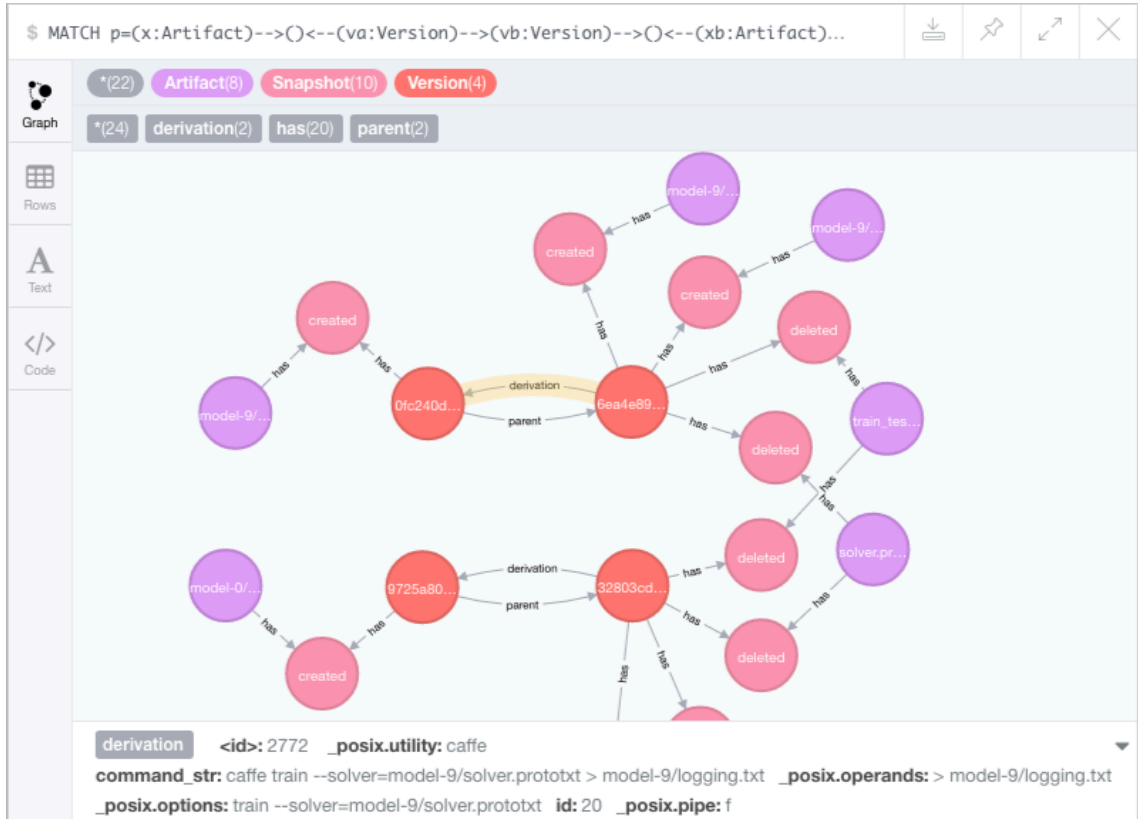 $ MATCH p=(x:Artifact)-->()<--(va:Version)-->(vb:Version)-->()<--(xb:Artifact)...
*(22) Artifact(8) Snapshot(10) Version(4)
*(24) derivation(2) has(20) parent(2)
Graph
Rows
Text
Code
model-9/...
has
model-9/...
created
has
created
deleted
created
has
has
has
has
has
has
derivation
0fc240d...
6ea4e89...
model-9/...
parent
train_tes...
has
deleted
has
has
deleted
solver.pr...
derivation
has
model-0/...
9725a80...
32803cd...
parent
has
has
has
has
deleted
has
has
created
derivation <id>: 2772 _posix.utility: caffe
command_str: caffe train --solver=model-9/solver.prototxt > model-9/logging.txt _posix.operands: > model-9/logging.txt
_posix.options: train --solver=model-9/solver.prototxt id: 20 _posix.pipe: f